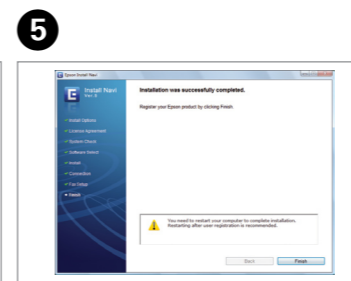 5
Epson Install Navi
Install Navi
Installation was successfully completed.
Register your Epson product by clicking Finish.
Install Options
License Agreement
System Check
Software Select
Install
Connection
Fax Setup
Finish
You need to restart your computer to complete installation.
Restarting after user registration is recommended.
Back
Finish